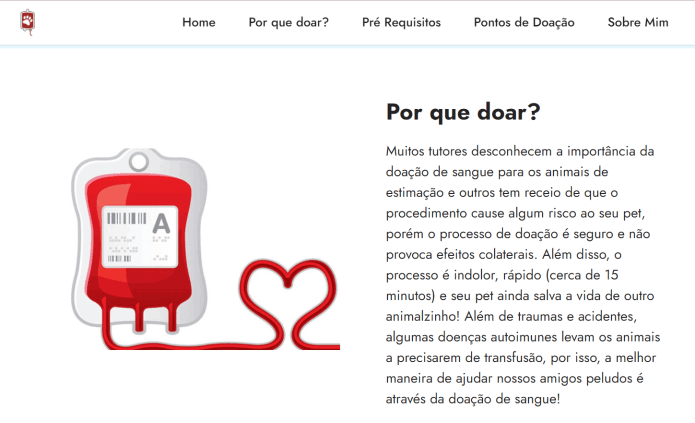 Home Por que doar? Pré Requisitos Pontos de Doação Sobre Mim
A
Por que doar?
Muitos tutores desconhecem a importância da
doação de sangue para os animais de
estimação e outros tem receio de que o
procedimento cause algum risco ao seu pet,
porém o processo de doação é seguro e não
provoca efeitos colaterais. Além disso, o
processo é indolor, rápido (cerca de 15
minutos) e seu pet ainda salva a vida de outro
animalzinho! Além de traumas e acidentes,
algumas doenças autoimunes levam os animais
a precisarem de transfusão, por isso, a melhor
maneira de ajudar nossos amigos peludos é
através da doação de sangue!